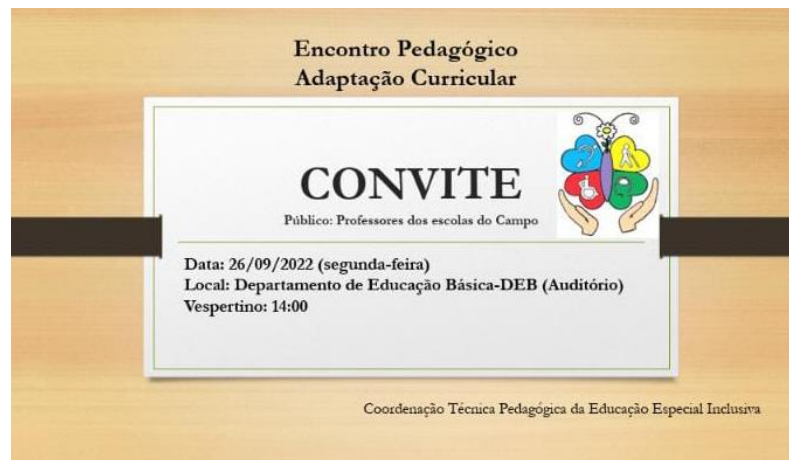 Encontro Pedagógico
Adaptação Curricular
CONVITE
Público: Professores dos escolas do Campo
Data: 26/09/2022 (segunda-feira)
Local: Departamento de Educação Básica-DEB (Auditório)
Vespertino: 14:00
Coordenação Técnica Pedagógica da Educação Especial Inclusiva